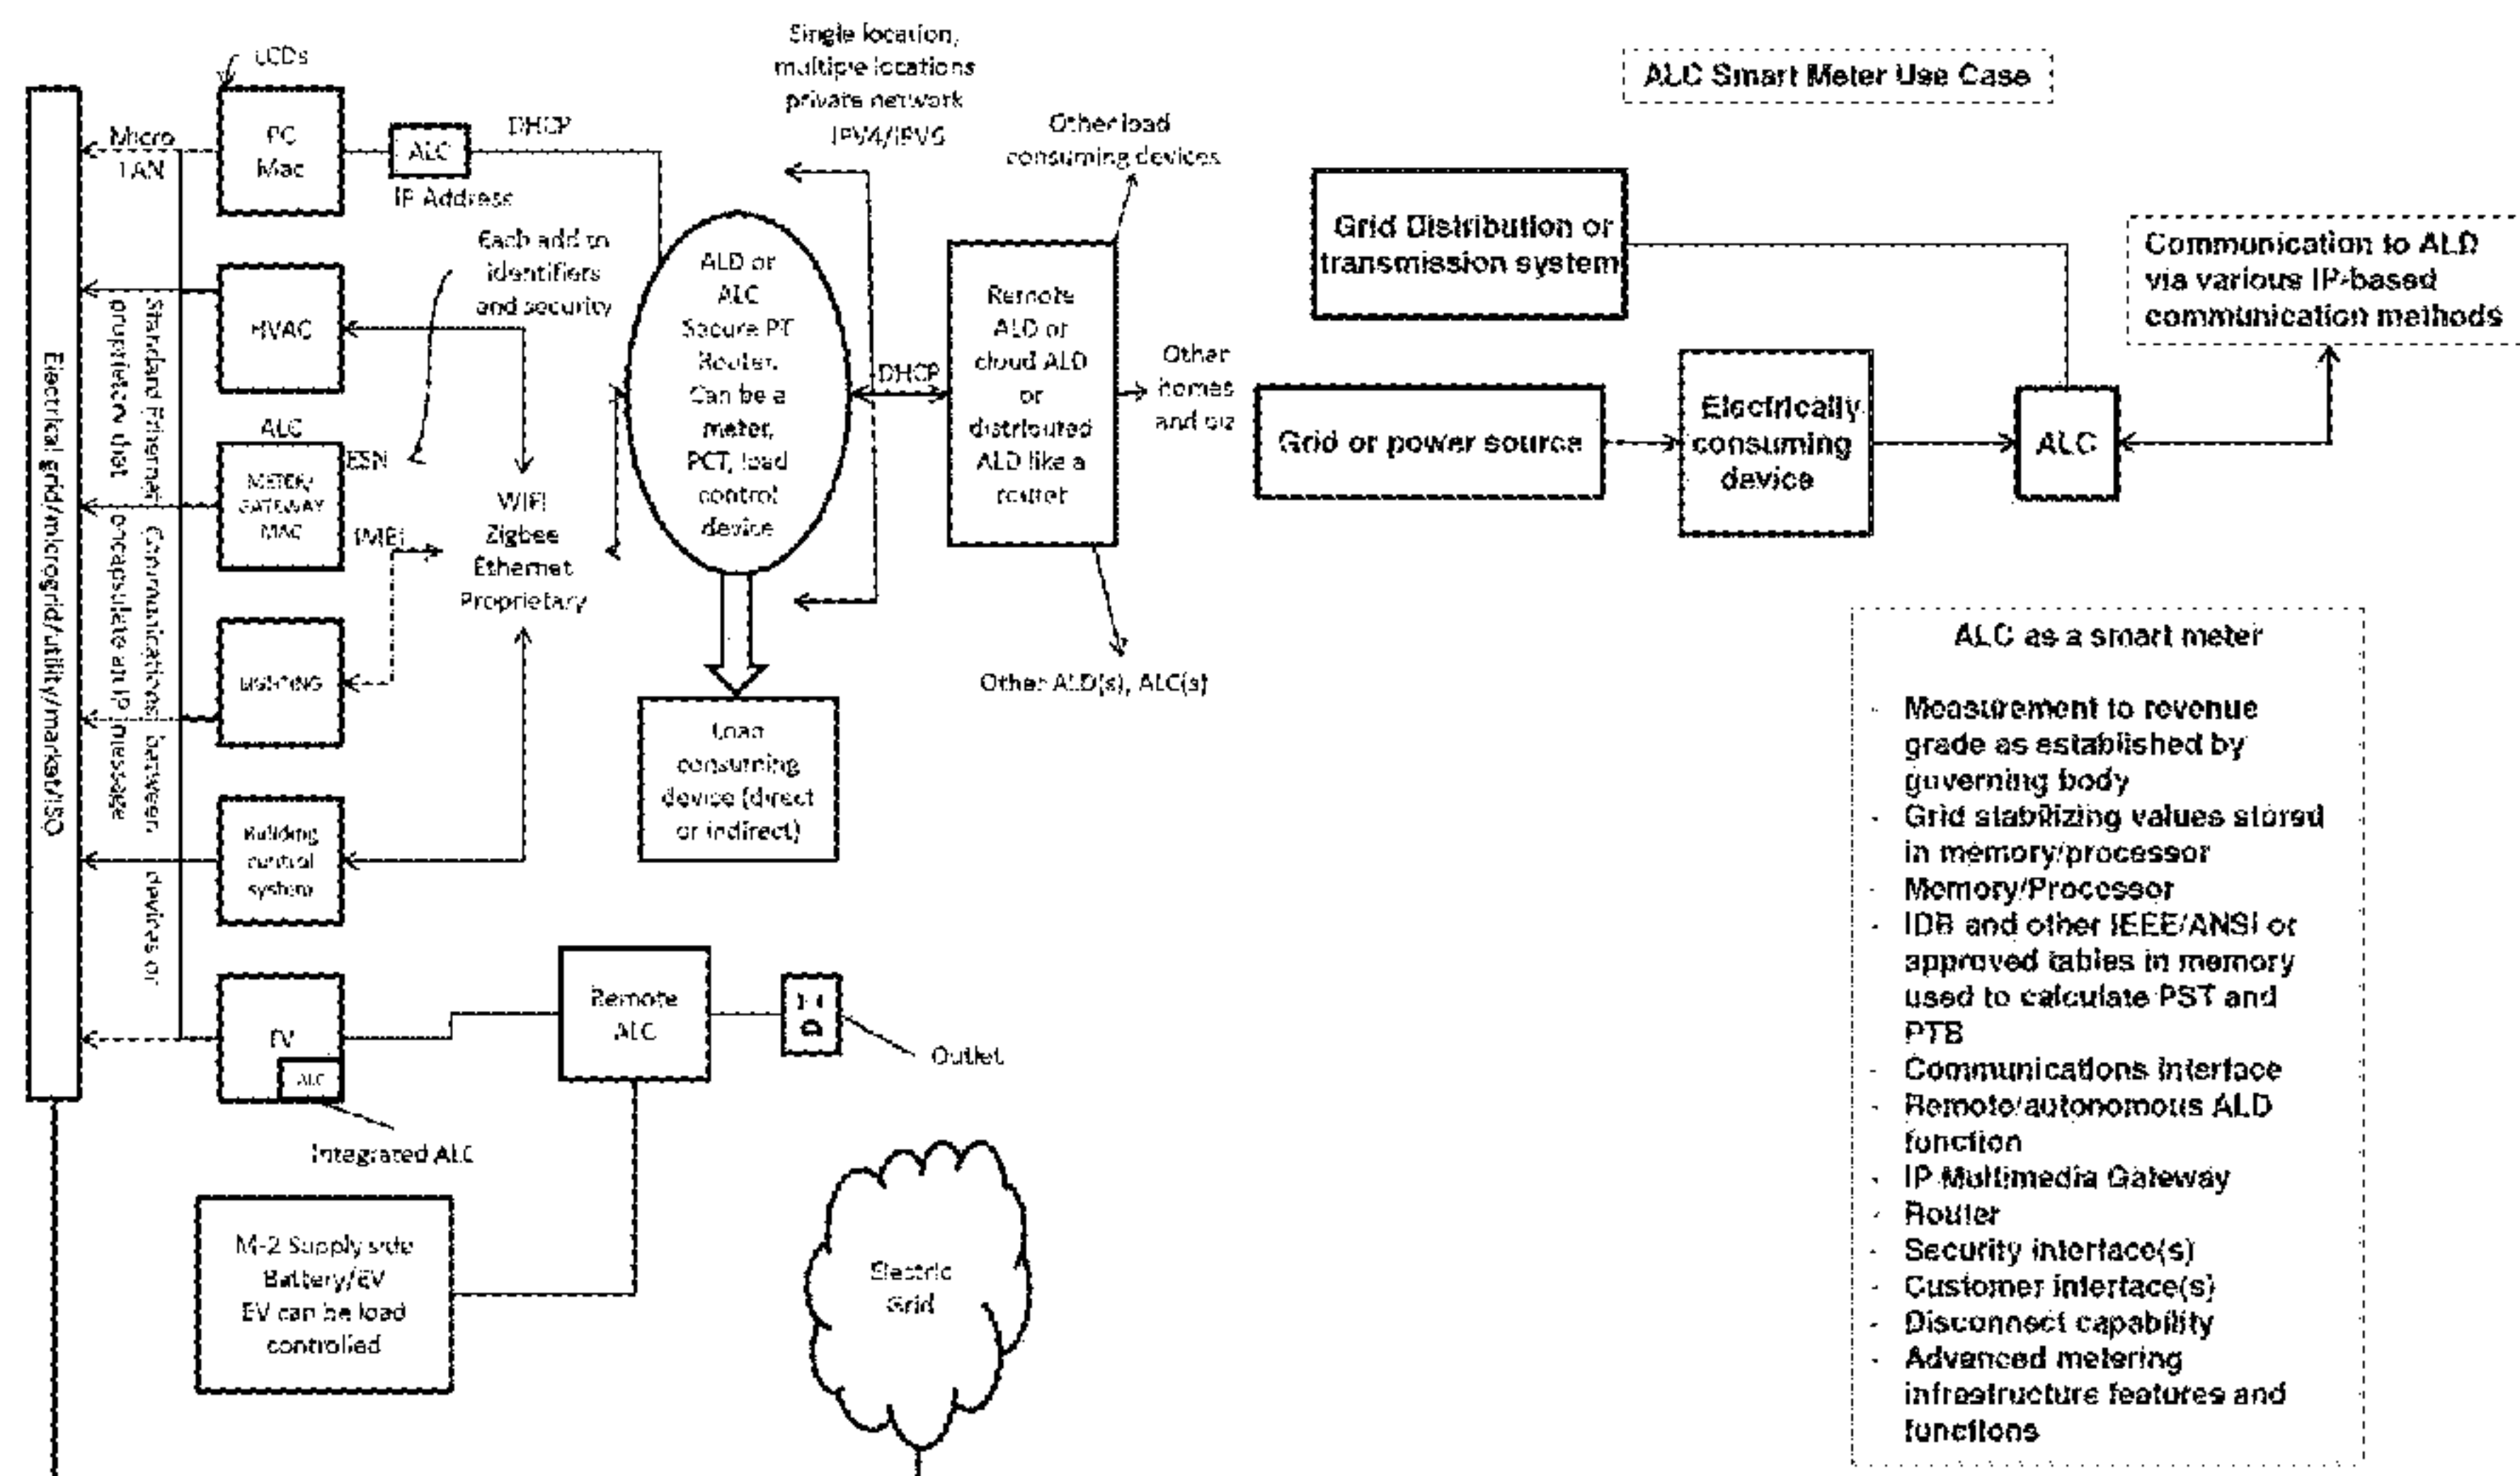 LCDs
PC
Mac
Micro
LAN
ALC
DHCP
IP Address
Each add to
identifiers
and security
HVAC
ALC
METER/
GATEWAY
MAC
ESN
IMEI
LIGHTING
Building
control
system
EV
ALC
Integrated ALC
Electrical grid/microgrid/utility/market/ISO
Standard Ethernet Communications between devices or
encapsulate an IP message
WIFI
Zigbee
Ethernet
Proprietary
Single location,
multiple locations
private network
IPV4/IPV6
ALD or
ALC
Secure PT
Router.
Can be a
meter,
PCT, load
control
device
DHCP
Load
consuming
device (direct
or indirect)
Other load
consuming devices
Remote
ALD or
cloud ALD
or
distributed
ALD like a
router
Other
homes
and biz
Other ALD(s), ALC(s)
Remote
ALC
Outlet
M-2 Supply side
Battery/EV
EV can be load
controlled
Electric
Grid
ALC Smart Meter Use Case
Grid Distribution or
transmission system
Grid or power source
Electrically
consuming
device
ALC
Communication to ALD
via various IP-based
communication methods
ALC as a smart meter
- Measurement to revenue
grade as established by
governing body
- Grid stabilizing values stored
in memory/processor
- Memory/Processor
- IDB and other IEEE/ANSI or
approved tables in memory
used to calculate PST and
PTB
- Communications interface
- Remote/autonomous ALD
function
- IP Multimedia Gateway
- Router
- Security interface(s)
- Customer interface(s)
- Disconnect capability
- Advanced metering
infrastructure features and
functions